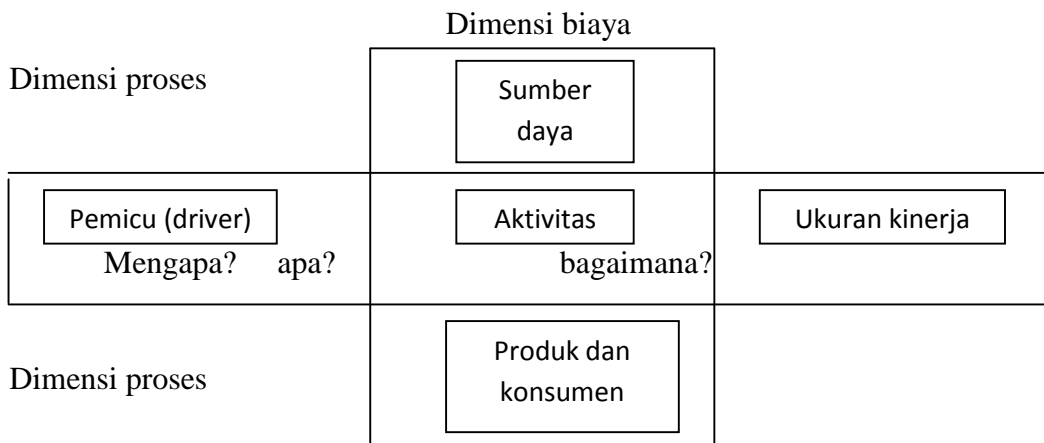 Dimensi biaya
Dimensi proses
Sumber
daya
Pemicu (driver)
Aktivitas
Ukuran kinerja
Mengapa? apa? bagaimana?
Produk dan
konsumen
Dimensi proses